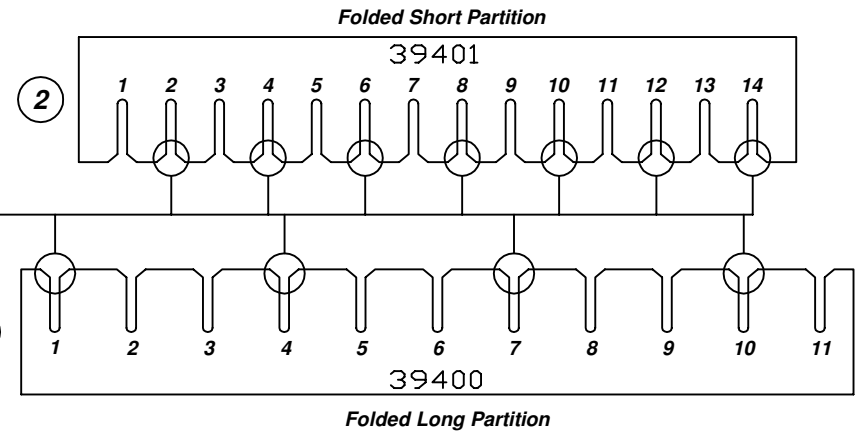 Folded Short Partition
39401
1 2 3 4 5 6 7 8 9 10 11 12 13 14
2
1 2 3 4 5 6 7 8 9 10 11
39400
Folded Long Partition